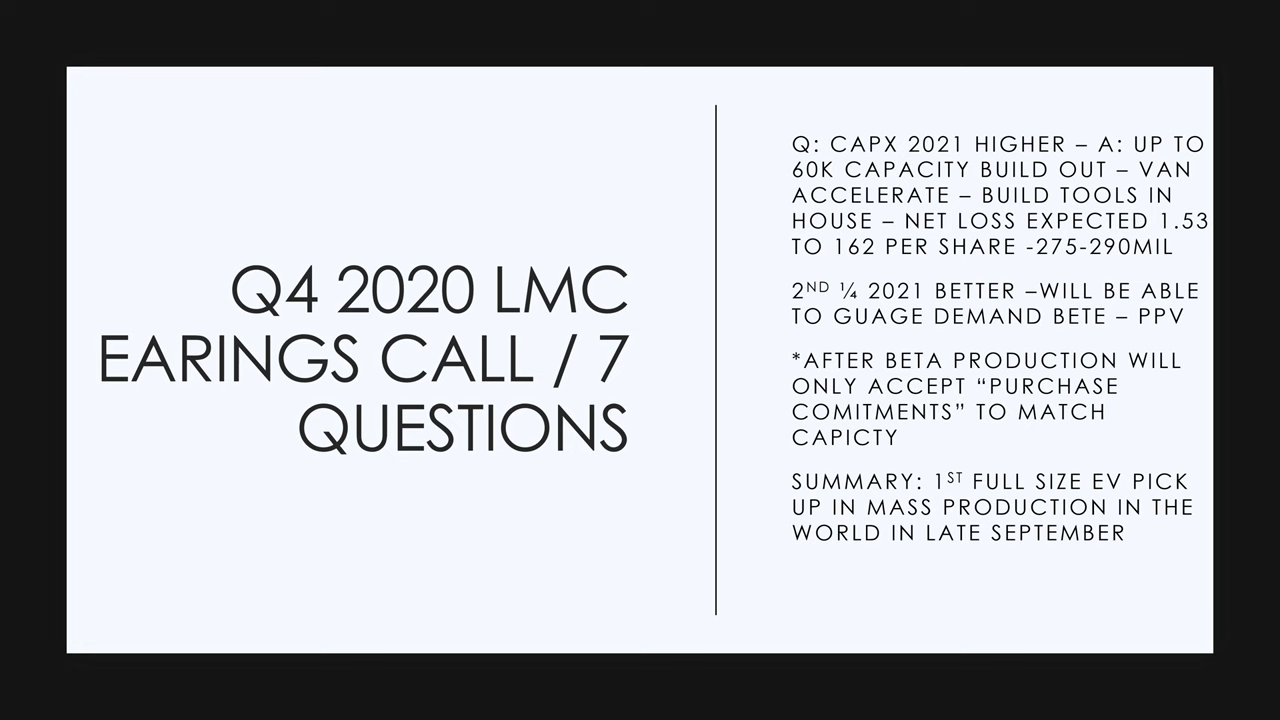 Q4 2020 LMC
EARINGS CALL / 7
QUESTIONS
Q: CAPX 2021 HIGHER – A: UP TO
60K CAPACITY BUILD OUT – VAN
ACCELERATE – BUILD TOOLS IN
HOUSE – NET LOSS EXPECTED 1.53
TO 162 PER SHARE -275-290MIL
2ND ¼ 2021 BETTER –WILL BE ABLE
TO GUAGE DEMAND BETE – PPV
*AFTER BETA PRODUCTION WILL
ONLY ACCEPT “PURCHASE
COMITMENTS” TO MATCH
CAPICTY
SUMMARY: 1ST FULL SIZE EV PICK
UP IN MASS PRODUCTION IN THE
WORLD IN LATE SEPTEMBER